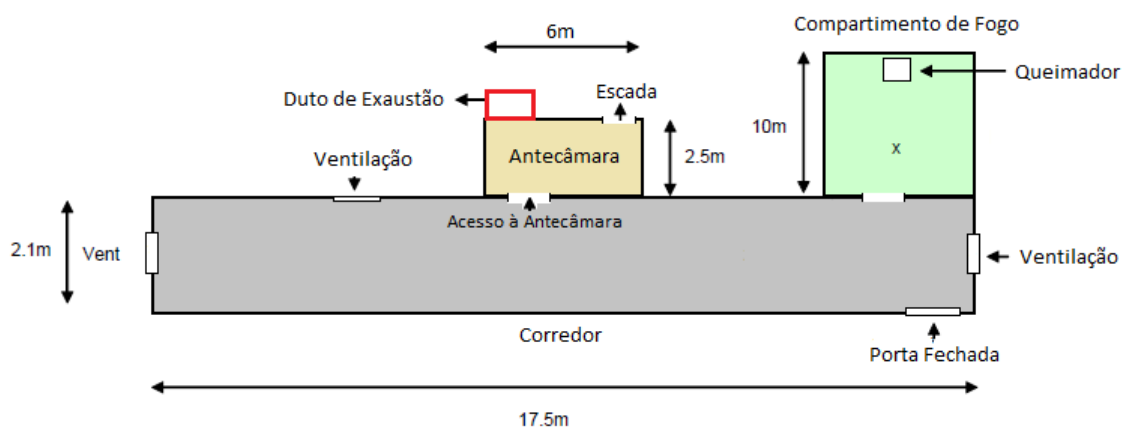 Compartimento de Fogo
6m
Queimador
Duto de Exaustão
Escada
10m
Antecâmara
2.5m
x
Ventilação
Acesso à Antecâmara
2.1m
Vent
Ventilação
Corredor
Porta Fechada
17.5m